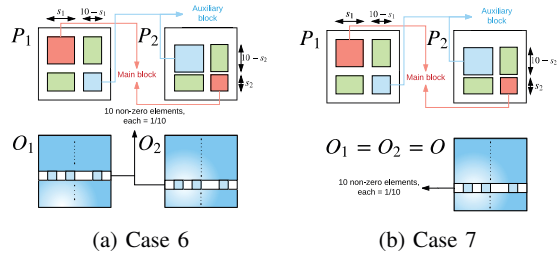 s₁ 10−s₁
Auxiliary block
P₁ P₂
10−s₂
s₂
Main block
10 non-zero elements, each = 1/10
O₁ O₂
(a) Case 6
s₁ 10−s₁
Auxiliary block
P₁ P₂
10−s₂
s₂
Main block
O₁ = O₂ = O
10 non-zero elements, each = 1/10
(b) Case 7